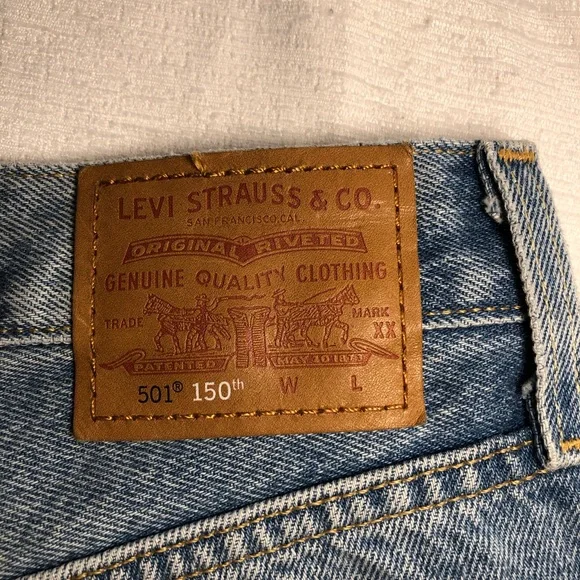 LEVI STRAUSS & CO.
SAN FRANCISCO, CAL.
ORIGINAL RIVETED
GENUINE QUALITY CLOTHING
TRADE MARK
XX
PATENTED MAY 20 1873
501® 150th W L